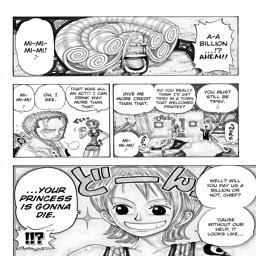 A-A
BILLION
...!?
AHEM!!
MI-MI-
MI-
MI!
♪
YOU MUST
STILL BE
TIPSY.
DO YOU REALLY
THINK I'D GET
TIPSY IN A
TOWN THAT
WELCOMED
PIRATES?
GIVE ME
MORE CREDIT
THAN THAT.
MI-
MI!
THAT WAS ALL
AN ACT! I CAN
DRINK WAY
MORE THAN
THAT.
OH, I
SEE.
MI-
MI-
MI!
WELL? WILL
YOU PAY US A
BILLION OR
NOT, CHIEF?
'CAUSE
WITHOUT OUR
HELP, IT
LOOKS LIKE...
...YOUR
PRINCESS
IS GONNA
DIE.
!!?